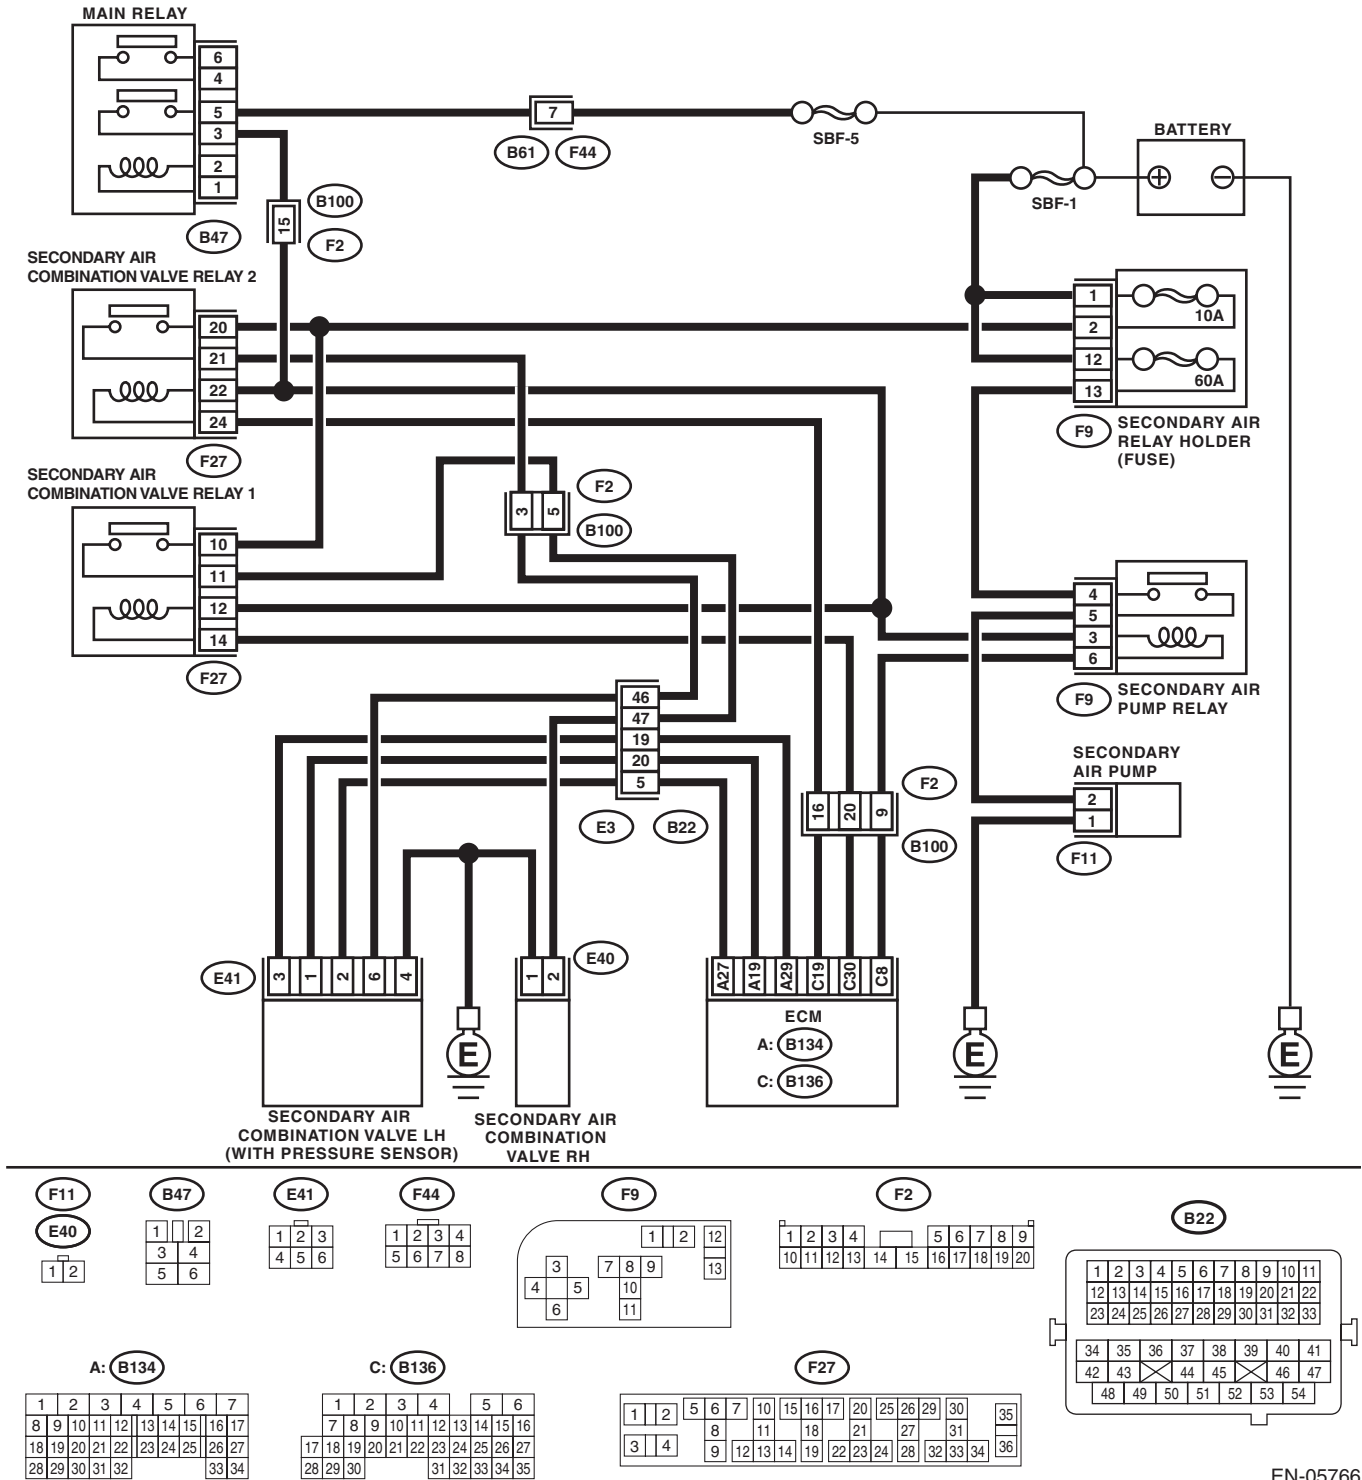 MAIN RELAY
6
4
5
3
2
1
B47
7
B61 F44
SBF-5
BATTERY
+ −
SBF-1
15
B100
F2
SECONDARY AIR
COMBINATION VALVE RELAY 2
20
21
22
24
F27
1
2
12
13
10A
60A
F9
SECONDARY AIR
RELAY HOLDER
(FUSE)
SECONDARY AIR
COMBINATION VALVE RELAY 1
10
11
12
14
F27
3 5
F2
B100
4
5
3
6
F9
SECONDARY AIR
PUMP RELAY
46
47
19
20
5
E3 B22
SECONDARY
AIR PUMP
2
1
F11
16 20 9
F2
B100
E41
3 1 2 6 4
1 2
E40
A27 A19 A29 C19 C30 C8
ECM
A: B134
C: B136
E
E
E
SECONDARY AIR
COMBINATION VALVE LH
(WITH PRESSURE SENSOR)
SECONDARY AIR
COMBINATION
VALVE RH
F11
E40
1 2
B47
1 2
3 4
5 6
E41
1 2 3
4 5 6
F44
1 2 3 4
5 6 7 8
F9
1 2 12
3 7 8 9 13
4 5 10
6 11
F2
1 2 3 4 5 6 7 8 9
10 11 12 13 14 15 16 17 18 19 20
B22
1 2 3 4 5 6 7 8 9 10 11
12 13 14 15 16 17 18 19 20 21 22
23 24 25 26 27 28 29 30 31 32 33
34 35 36 37 38 39 40 41
42 43 44 45 46 47
48 49 50 51 52 53 54
A: B134
1 2 3 4 5 6 7
8 9 10 11 12 13 14 15 16 17
18 19 20 21 22 23 24 25 26 27
28 29 30 31 32 33 34
C: B136
1 2 3 4 5 6
7 8 9 10 11 12 13 14 15 16
17 18 19 20 21 22 23 24 25 26 27
28 29 30 31 32 33 34 35
F27
1 2 5 6 7 10 15 16 17 20 25 26 29 30 35
8 11 18 21 27 31
3 4 9 12 13 14 19 22 23 24 28 32 33 34 36
EN-05766